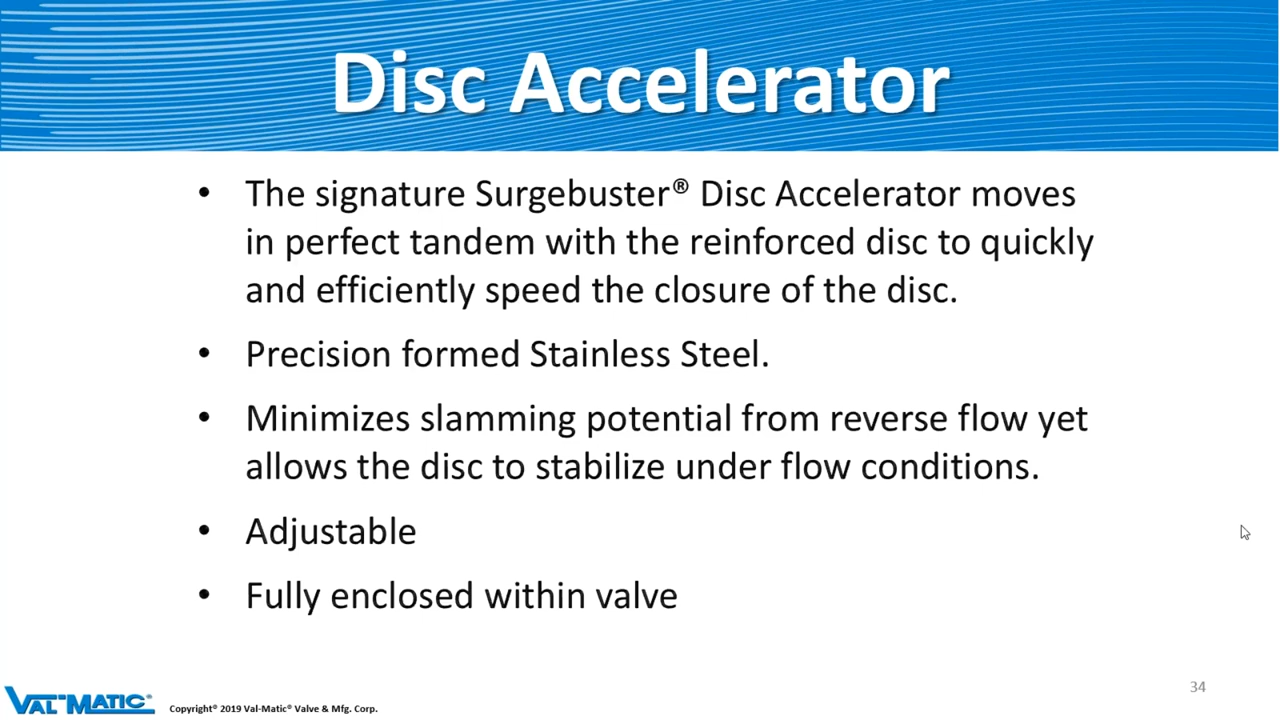 Disc Accelerator
• The signature Surgebuster® Disc Accelerator moves
in perfect tandem with the reinforced disc to quickly
and efficiently speed the closure of the disc.
• Precision formed Stainless Steel.
• Minimizes slamming potential from reverse flow yet
allows the disc to stabilize under flow conditions.
• Adjustable
• Fully enclosed within valve
34
VAL-MATIC®
Copyright® 2019 Val-Matic® Valve & Mfg. Corp.